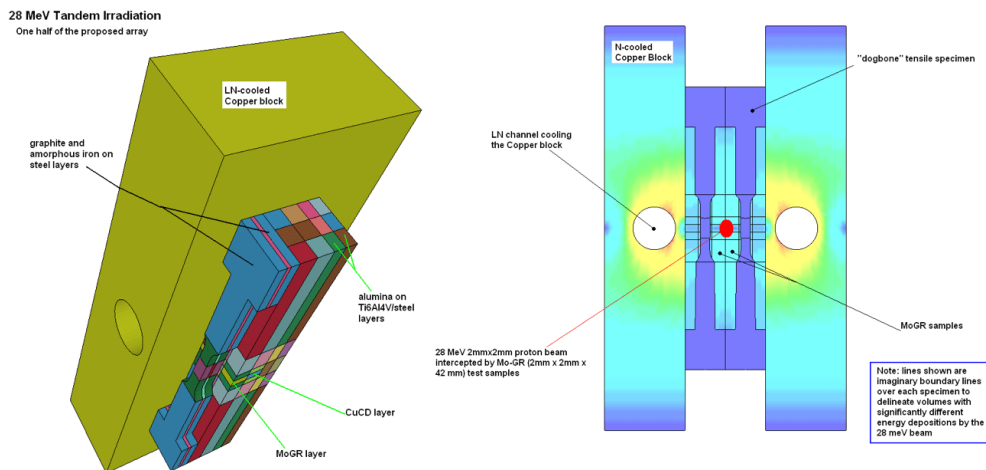 28 MeV Tandem Irradiation
One half of the proposed array
LN-cooled
Copper block
graphite and
amorphous iron on
steel layers
alumina on
Ti6Al4V/steel
layers
CuCD layer
MoGR layer
N-cooled
Copper Block
"dogbone" tensile specimen
LN channel cooling
the Copper block
MoGR samples
28 MeV 2mmx2mm proton beam
intercepted by Mo-GR (2mm x 2mm x
42 mm) test samples
Note: lines shown are
imaginary boundary lines
over each specimen to
delineate volumes with
significantly different
energy depositions by the
28 meV beam